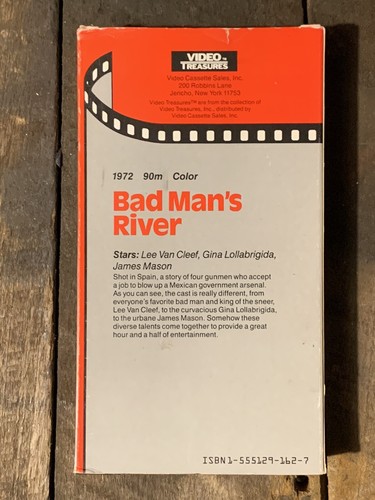 VIDEO™
TREASURES
Video Cassette Sales, Inc.
200 Robbins Lane
Jericho, New York 11753
Video Treasures™ are from the collection of
Video Treasures, Inc., distributed by
Video Cassette Sales, Inc.
1972 90m Color
Bad Man's
River
Stars: Lee Van Cleef, Gina Lollabrigida,
James Mason
Shot in Spain, a story of four gunmen who accept
a job to blow up a Mexican government arsenal.
As you can see, the cast is really different, from
everyone's favorite bad man and king of the sneer,
Lee Van Cleef, to the curvacious Gina Lollabrigida,
to the urbane James Mason. Somehow these
diverse talents come together to provide a great
hour and a half of entertainment.
ISBN1-555129-162-7